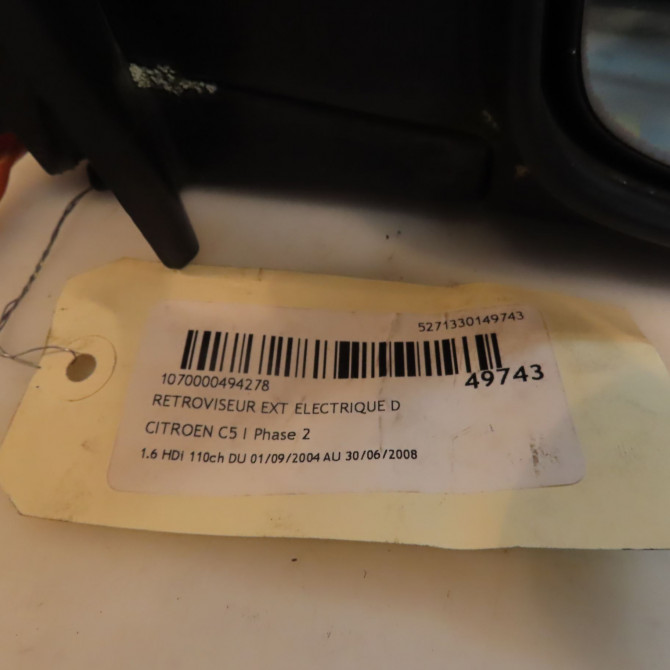 5271330149743
1070000494278
49743
RETROVISEUR EXT ELECTRIQUE D
CITROEN C5 I Phase 2
1.6 HDI 110ch DU 01/09/2004 AU 30/06/2008